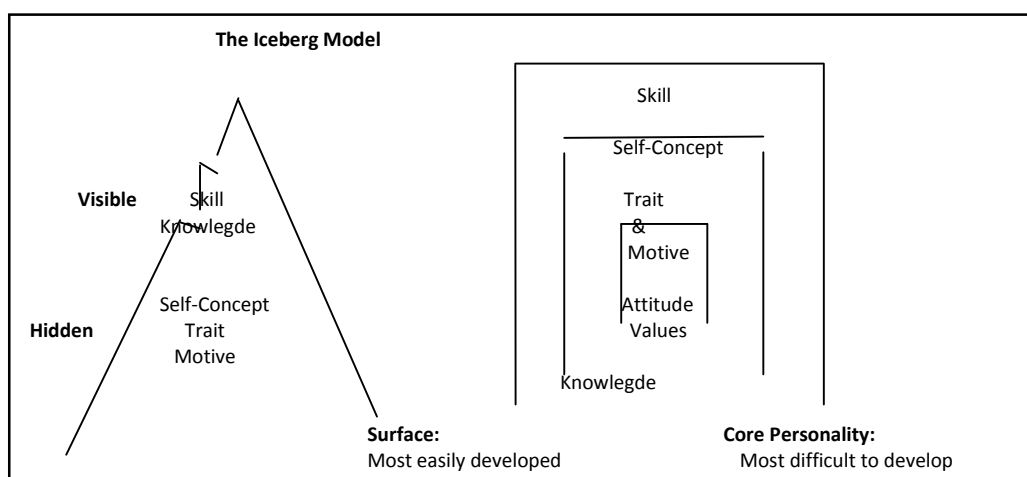 The Iceberg Model
Visible
Skill
Knowlegde
Hidden
Self-Concept
Trait
Motive
Skill
Self-Concept
Trait
&
Motive
Attitude
Values
Knowlegde
Surface:
Most easily developed
Core Personality:
Most difficult to develop